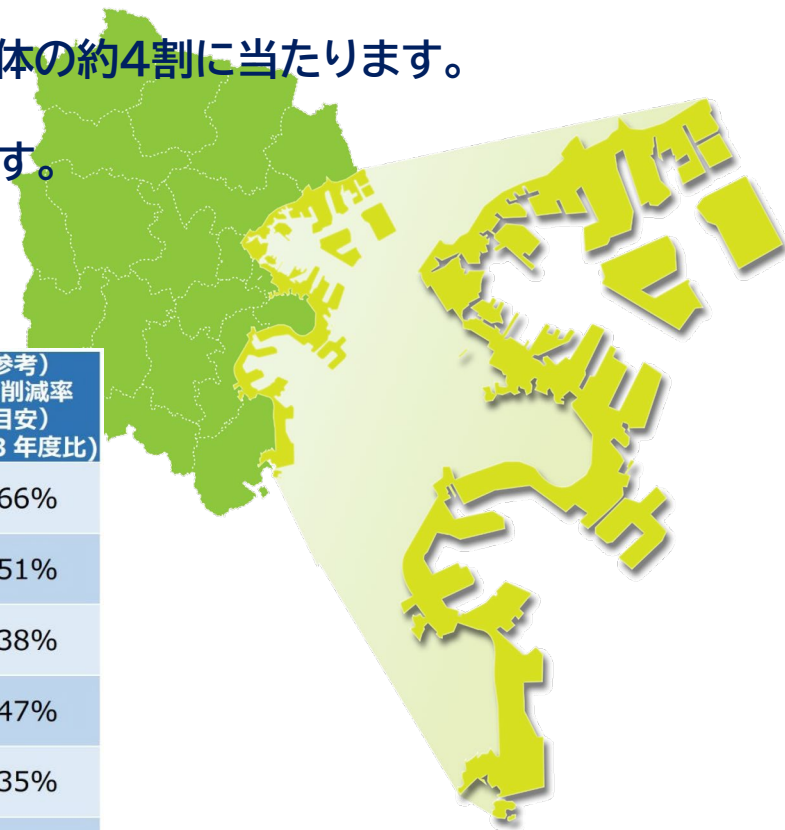 体の約4割に当たります。
す。
参考)
削減率
目安)
3 年度比)
66%
51%
38%
47%
35%